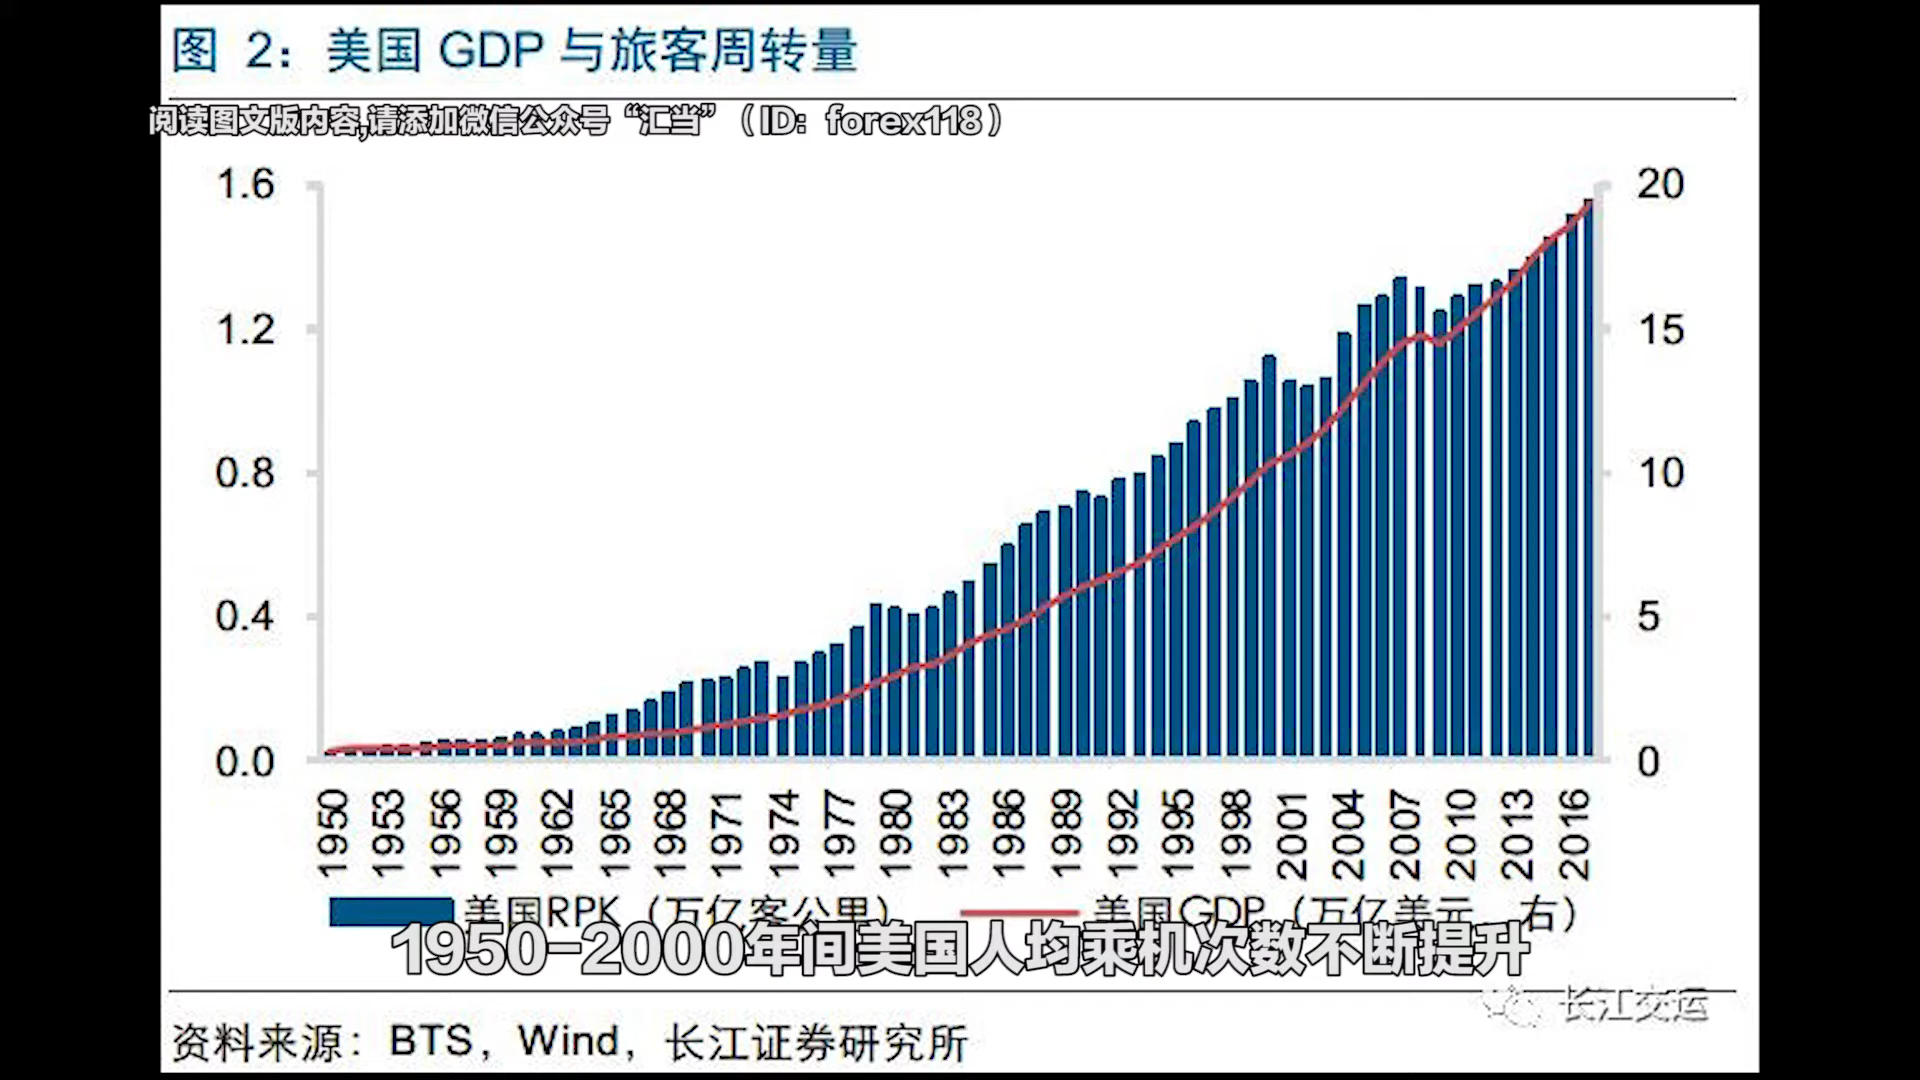 图 2：美国 GDP 与旅客周转量
阅读图文版内容,请添加微信公众号“汇当”（ID：forex118）
1.6
1.2
0.8
0.4
0.0
20
15
10
5
0
1950 1953 1956 1959 1962 1965 1968 1971 1974 1977 1980 1983 1986 1989 1992 1995 1998 2001 2004 2007 2010 2013 2016
美国RPK（万亿客公里） 美国GDP（万亿美元，右）
1950-2000年间美国人均乘机次数不断提升
长江交运
资料来源：BTS，Wind，长江证券研究所